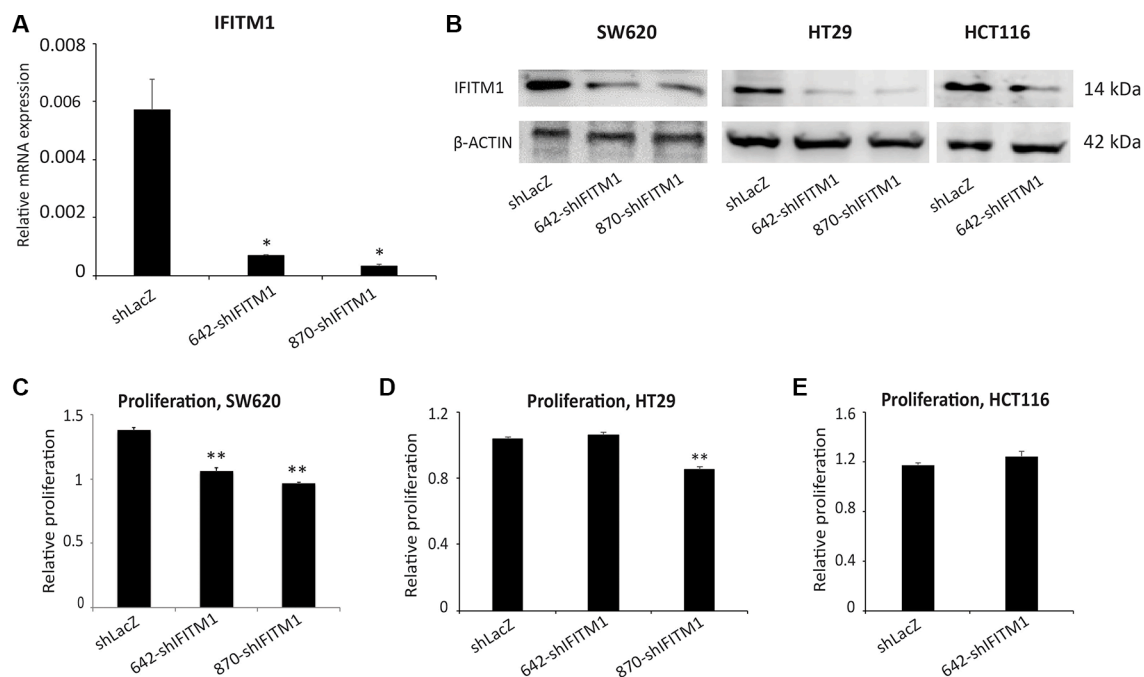 A
IFITM1
Relative mRNA expression
0.008
0.006
0.004
0.002
0
*
*
shLacZ
642-shIFITM1
870-shIFITM1
B
SW620
HT29
HCT116
IFITM1
14 kDa
β-ACTIN
42 kDa
shLacZ
642-shIFITM1
870-shIFITM1
shLacZ
642-shIFITM1
870-shIFITM1
shLacZ
642-shIFITM1
C
Proliferation, SW620
Relative proliferation
1.5
1
0.5
0
**
**
shLacZ
642-shIFITM1
870-shIFITM1
D
Proliferation, HT29
Relative proliferation
1.2
0.8
0.4
0
**
shLacZ
642-shIFITM1
870-shIFITM1
E
Proliferation, HCT116
Relative proliferation
1.6
1.2
0.8
0.4
0
shLacZ
642-shIFITM1